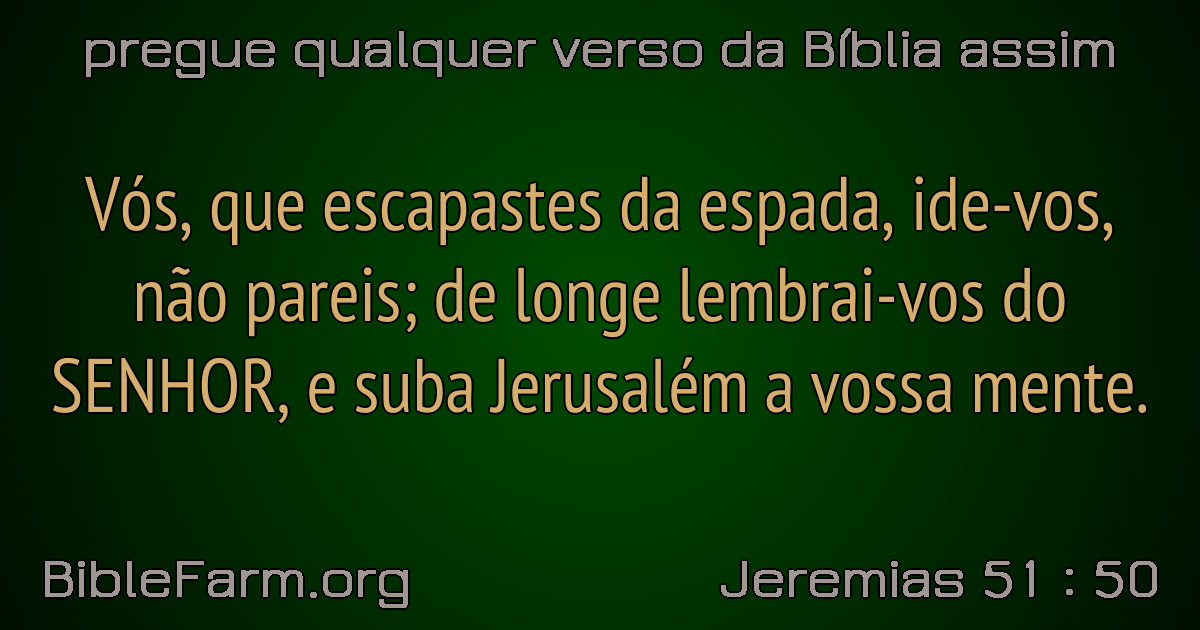 pregue qualquer verso da Bíblia assim
Vós, que escapastes da espada, ide-vos,
não pareis; de longe lembrai-vos do
SENHOR, e suba Jerusalém a vossa mente.
BibleFarm.org
Jeremias 51 : 50